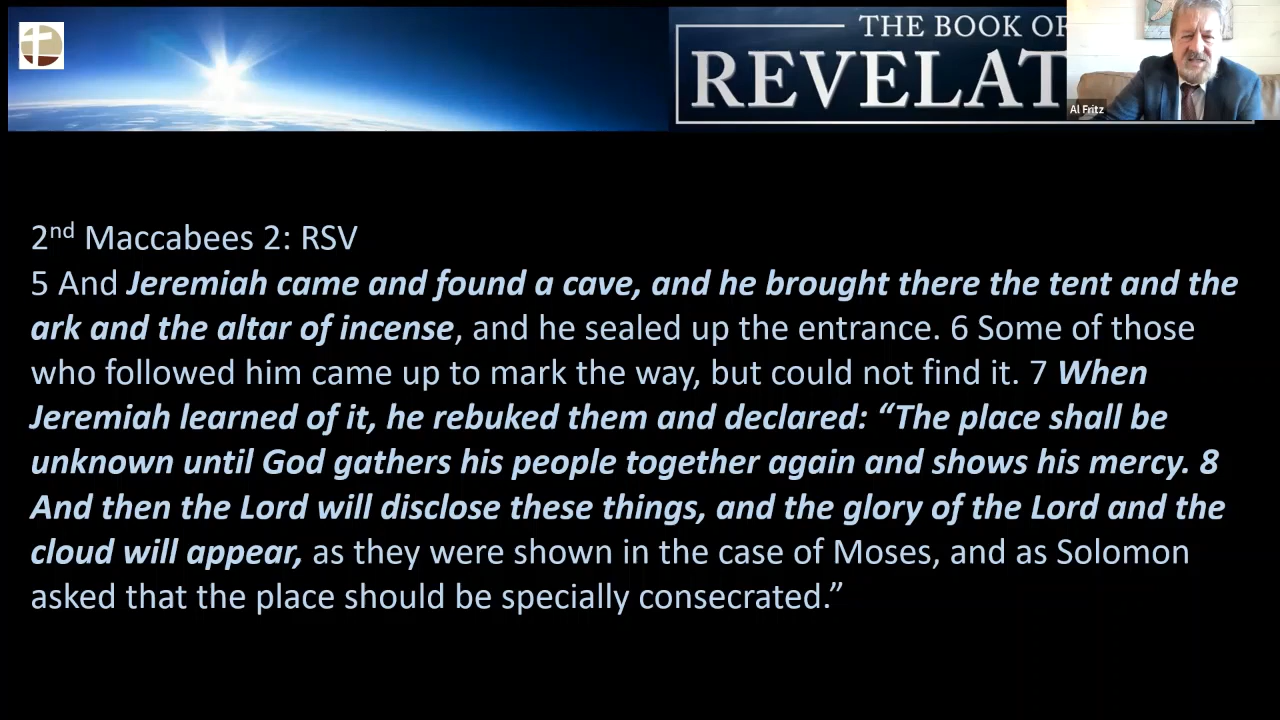 THE BOOK OF
REVELAT
Al Fritz
2nd Maccabees 2: RSV
5 And Jeremiah came and found a cave, and he brought there the tent and the
ark and the altar of incense, and he sealed up the entrance. 6 Some of those
who followed him came up to mark the way, but could not find it. 7 When
Jeremiah learned of it, he rebuked them and declared: “The place shall be
unknown until God gathers his people together again and shows his mercy. 8
And then the Lord will disclose these things, and the glory of the Lord and the
cloud will appear, as they were shown in the case of Moses, and as Solomon
asked that the place should be specially consecrated.”